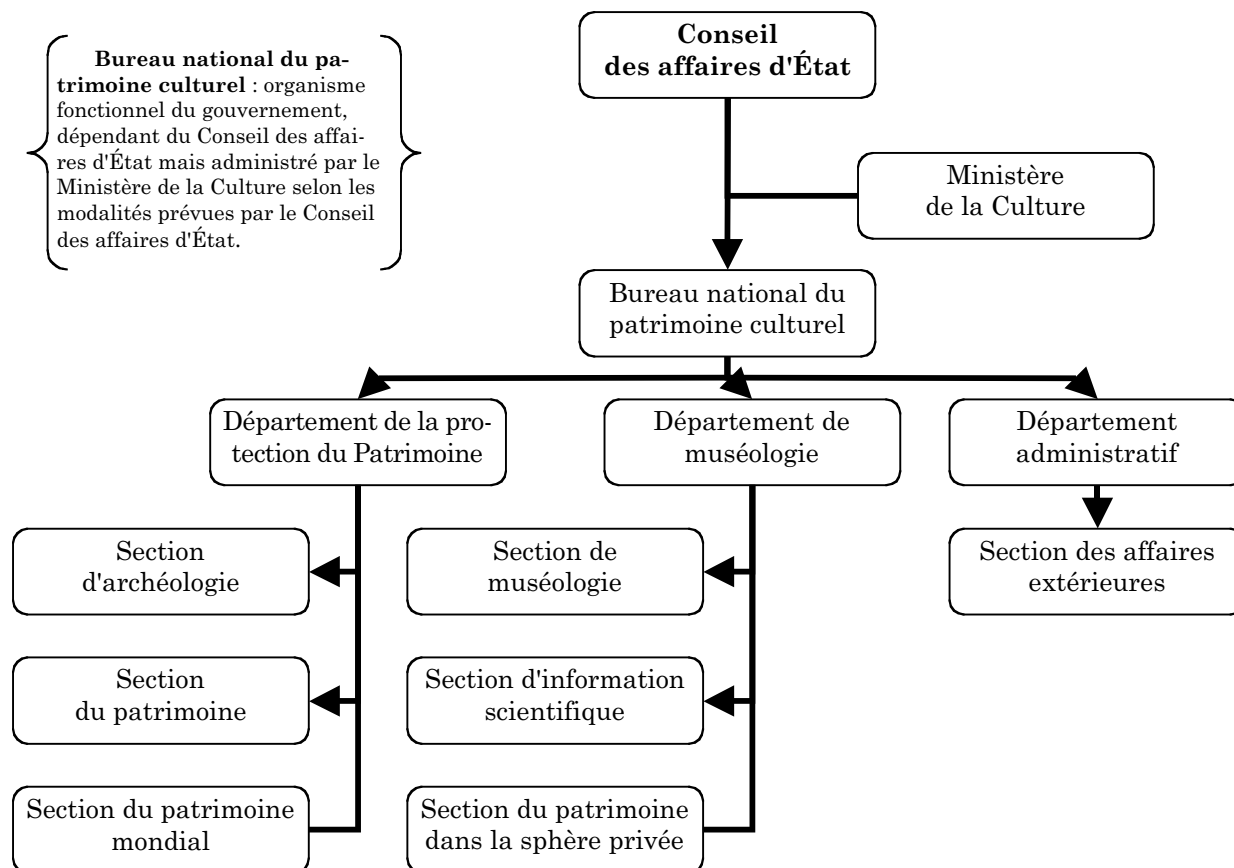 Bureau national du pa-
trimoine culturel : organisme
fonctionnel du gouvernement,
dépendant du Conseil des affai-
res d'État mais administré par le
Ministère de la Culture selon les
modalités prévues par le Conseil
des affaires d'État.
Conseil
des affaires d'État
Ministère
de la Culture
Bureau national du
patrimoine culturel
Département de la pro-
tection du Patrimoine
Département de
muséologie
Département
administratif
Section
d'archéologie
Section de
muséologie
Section des affaires
extérieures
Section
du patrimoine
Section d'information
scientifique
Section du patrimoine
mondial
Section du patrimoine
dans la sphère privée